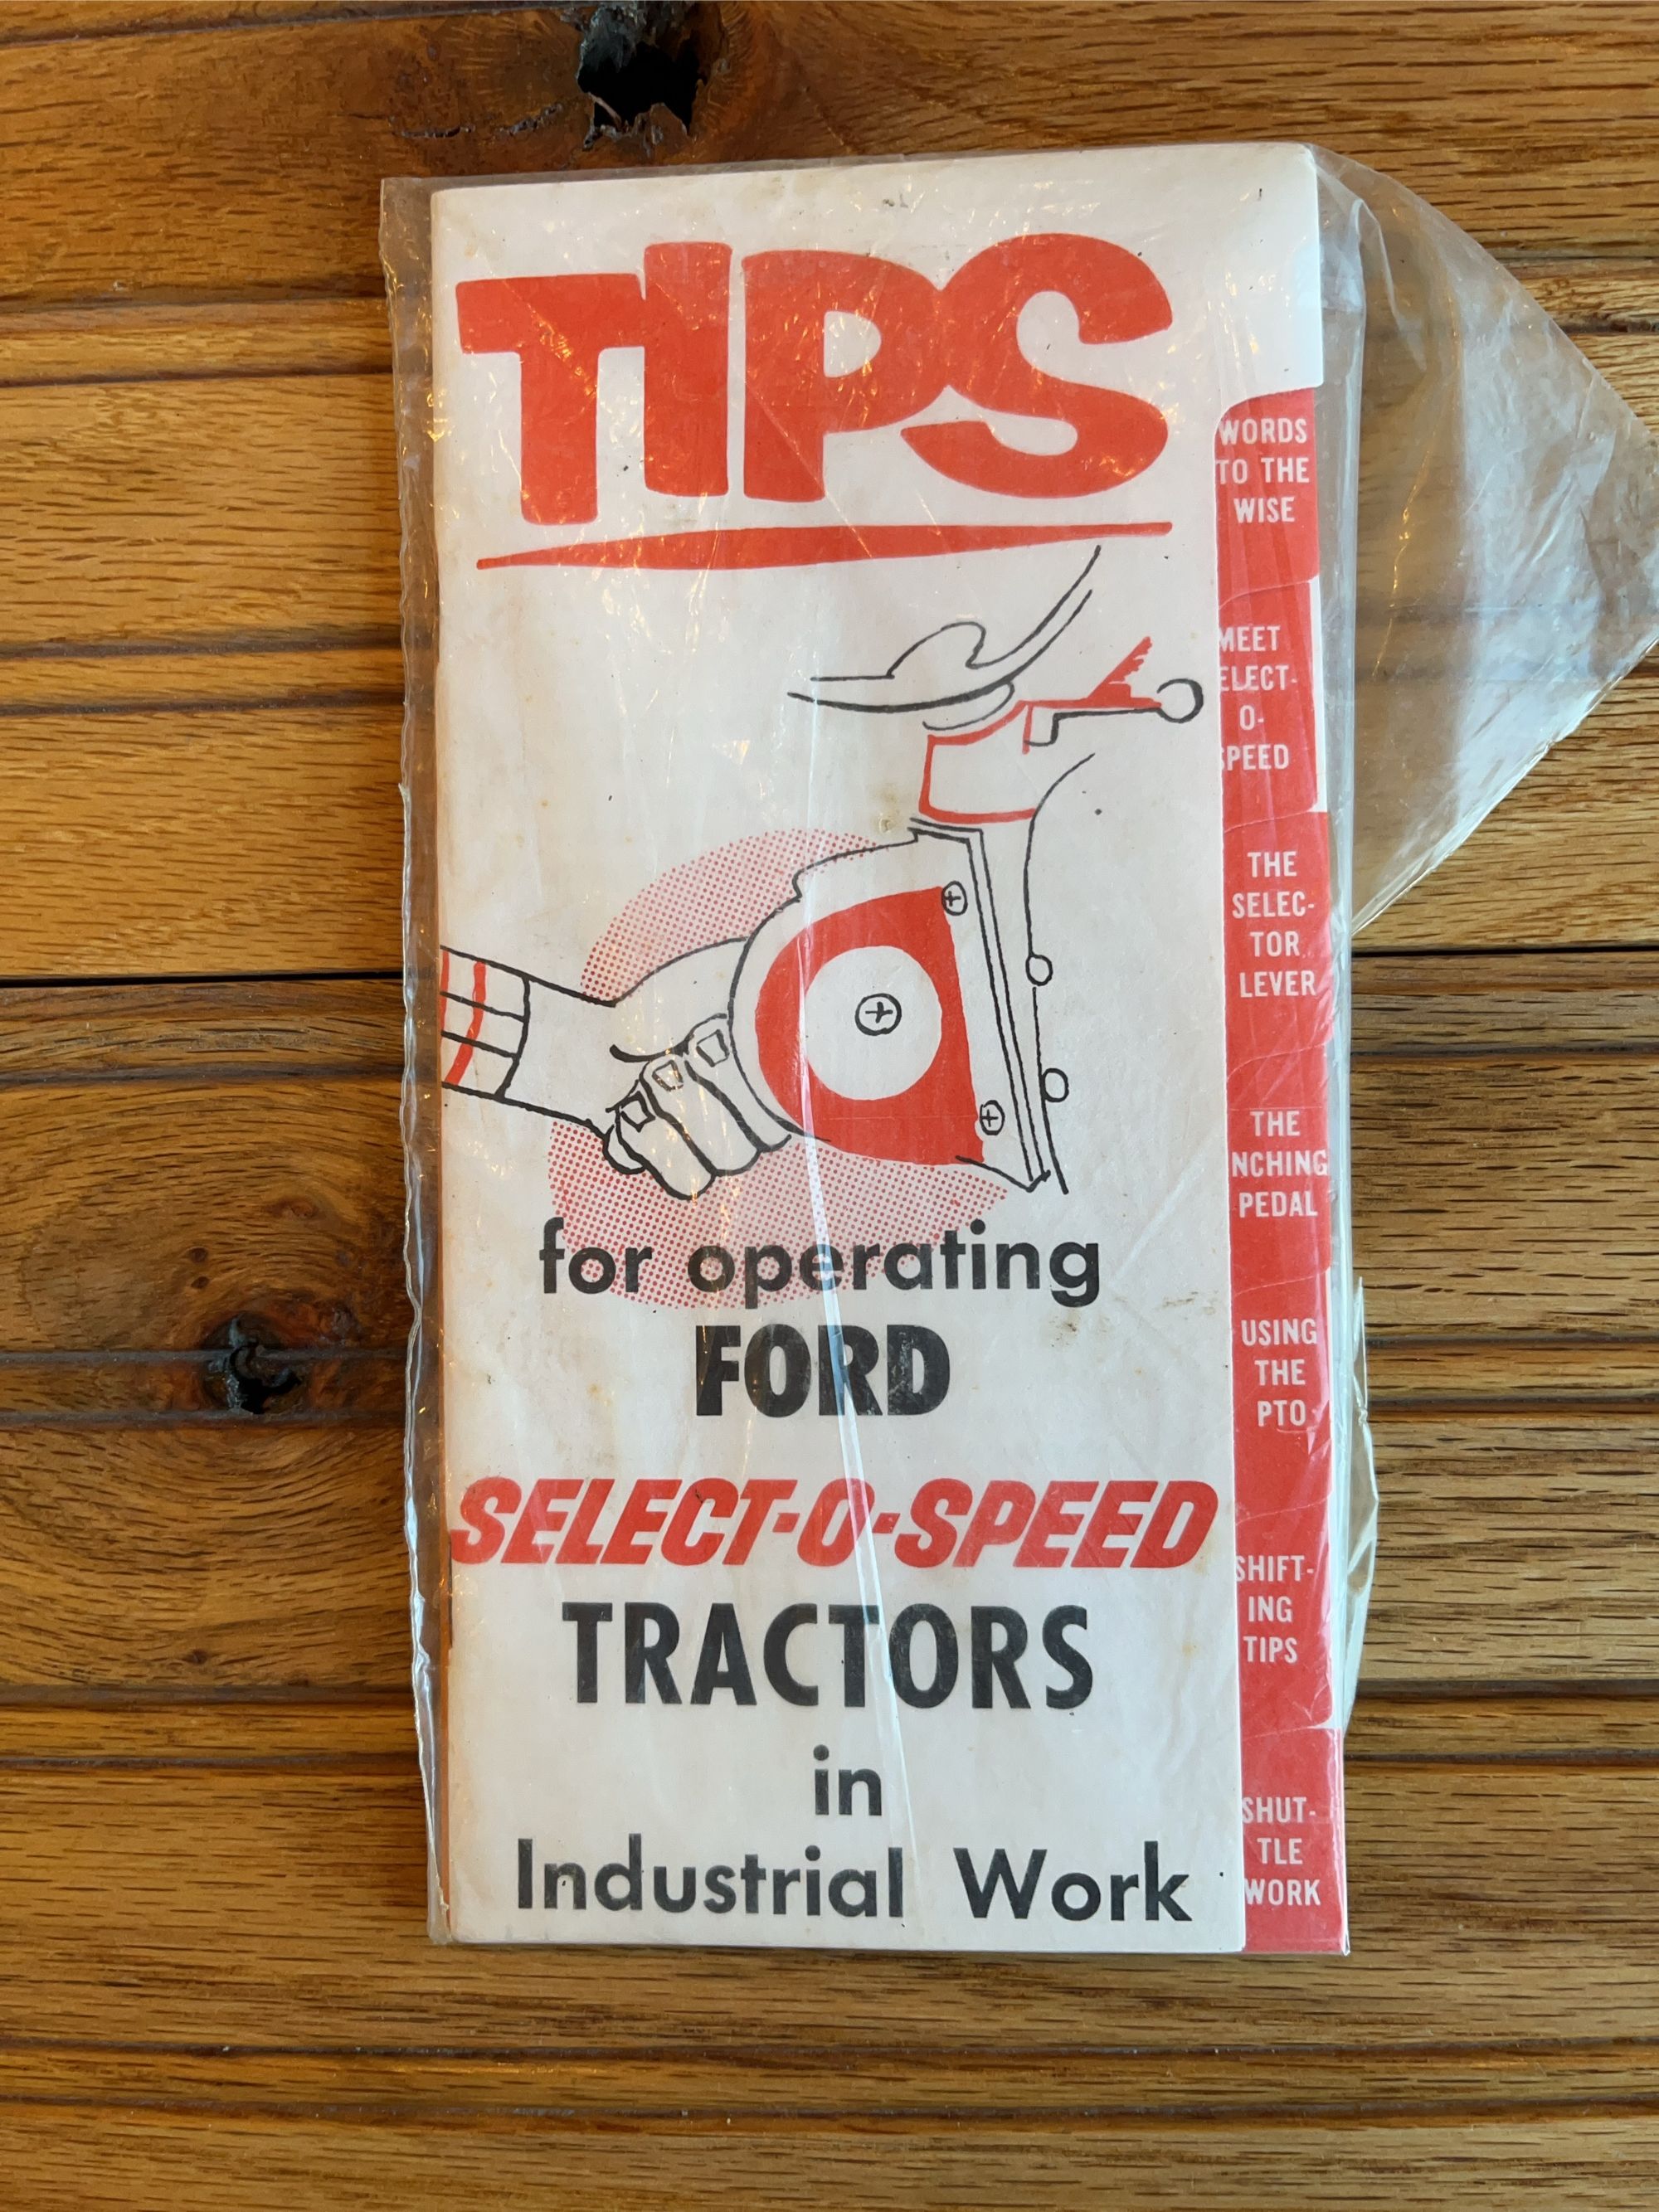 TIPS
for operating
FORD
SELECT-O-SPEED
TRACTORS
in
Industrial Work
WORDS
TO THE
WISE
MEET
ELECT-
O-
SPEED
THE
SELEC-
TOR
LEVER
THE
NCHING
PEDAL
USING
THE
PTO
SHIFT-
ING
TIPS
SHUT-
TLE
WORK